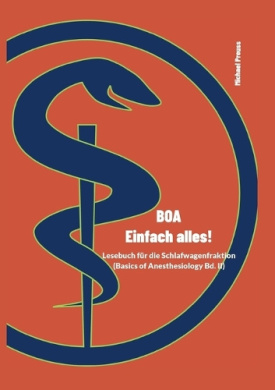 Michael Preuss
BOA
Einfach alles!
Lesebuch für die Schlafwagenfraktion
(Basics of Anesthesiology Bd. II)